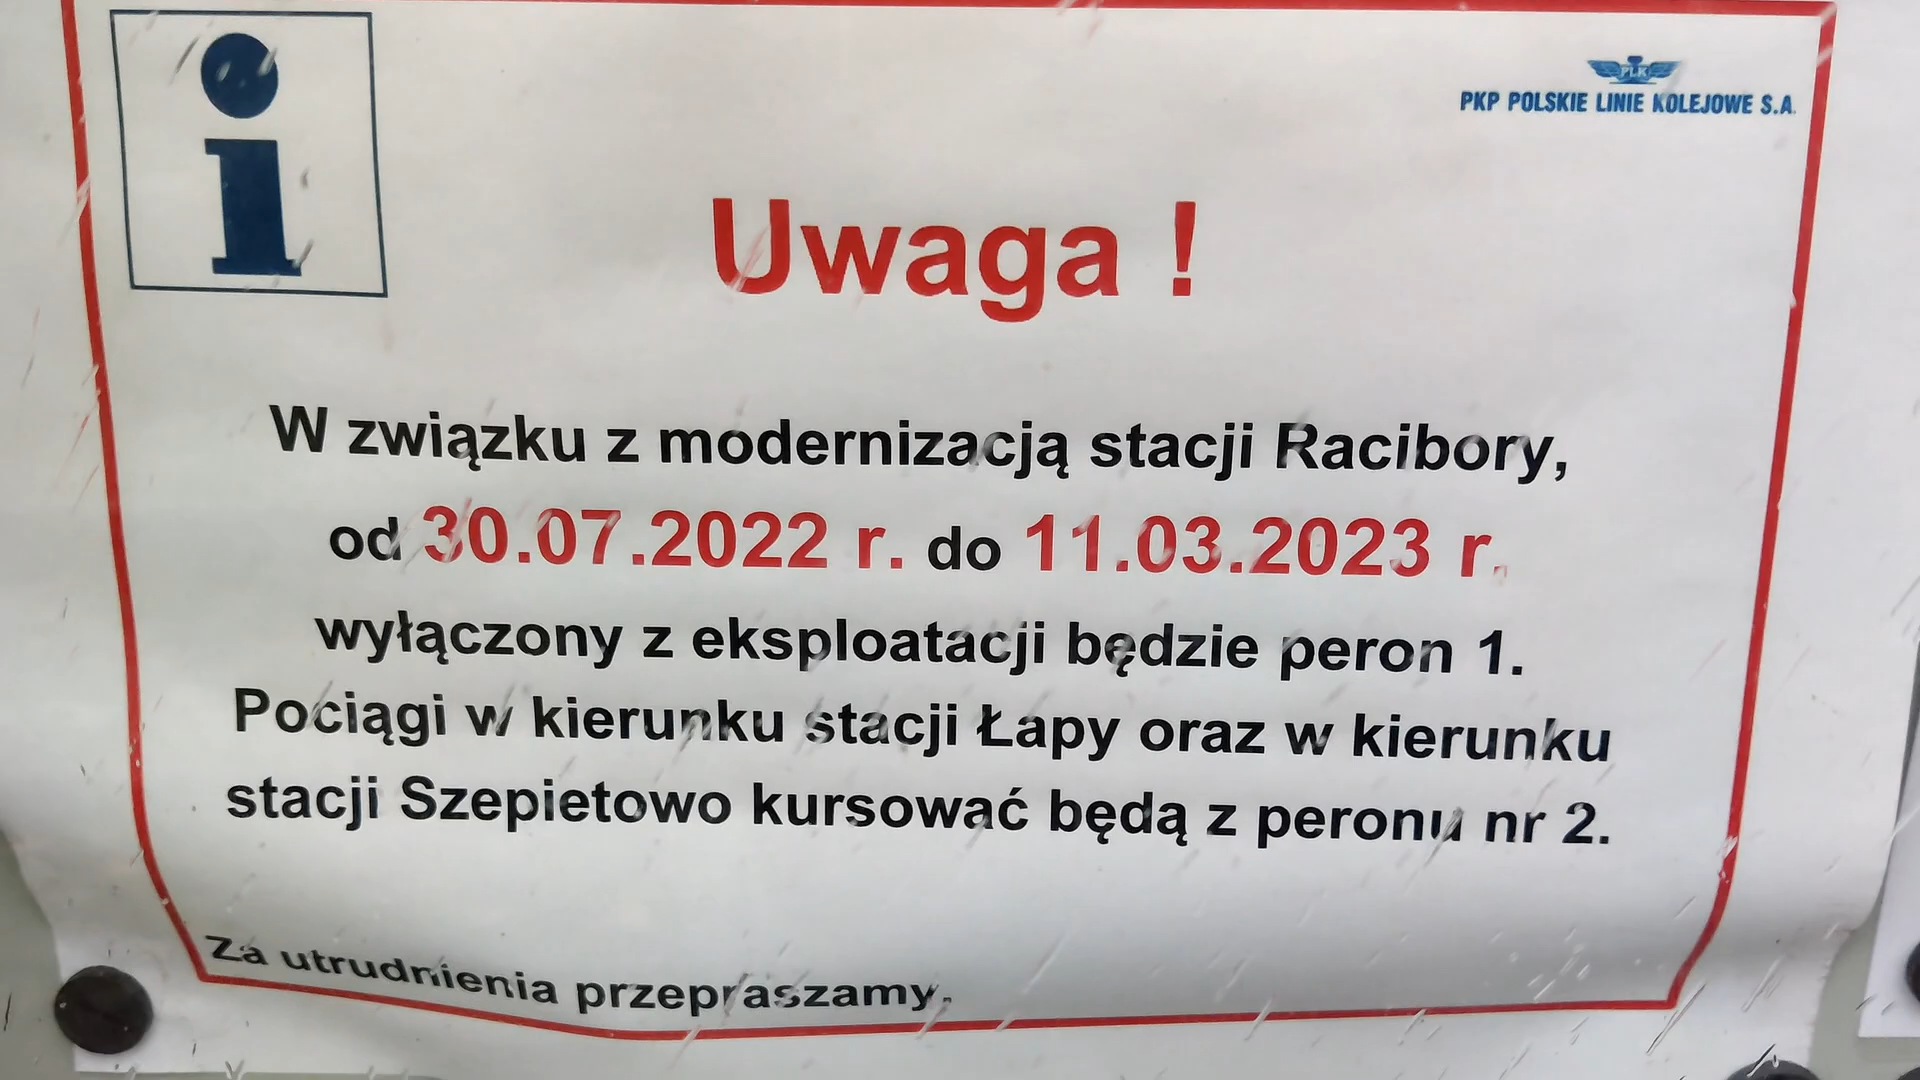 i
PLK
PKP POLSKIE LINIE KOLEJOWE S.A.
Uwaga !
W związku z modernizacją stacji Racibory,
od 30.07.2022 r. do 11.03.2023 r.
wyłączony z eksploatacji będzie peron 1.
Pociągi w kierunku stacji Łapy oraz w kierunku
stacji Szepietowo kursować będą z peronu nr 2.
Za utrudnienia przepraszamy.